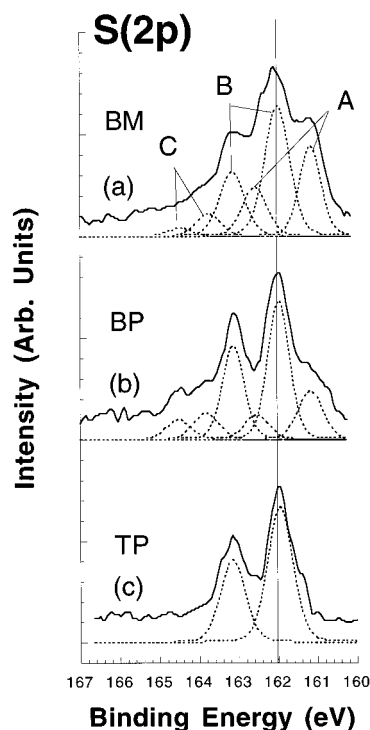 S(2p)
B
BM
A
C
(a)
BP
(b)
TP
(c)
Intensity (Arb. Units)
167 166 165 164 163 162 161 160
Binding Energy (eV)